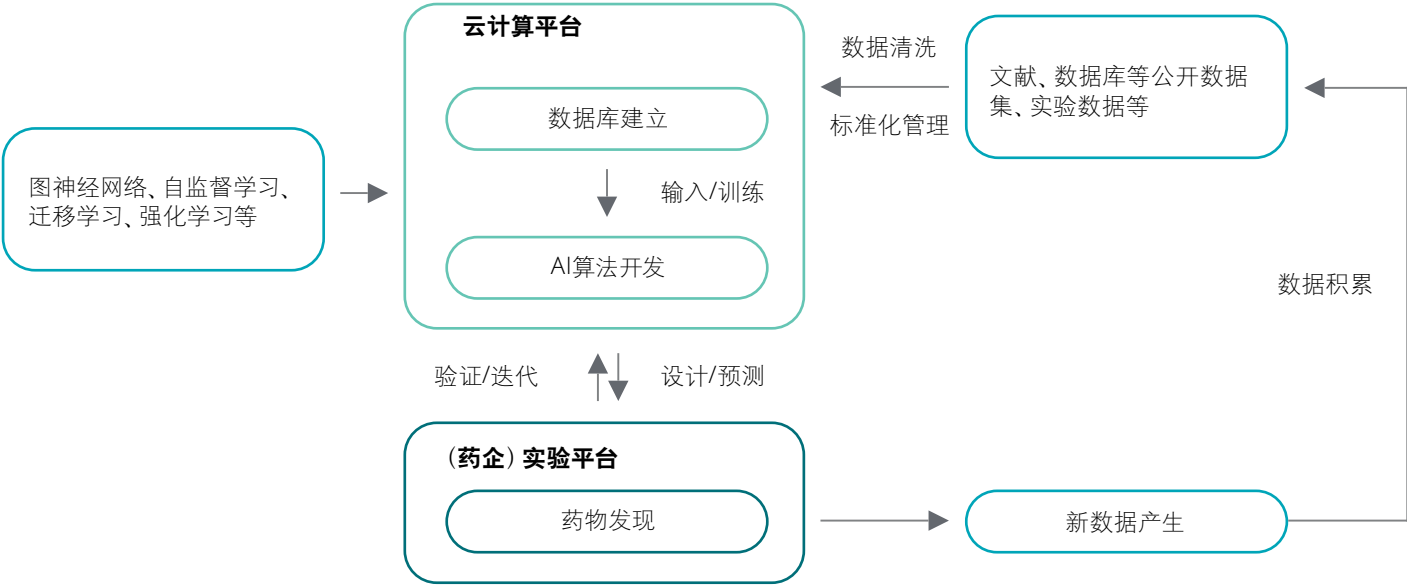 云计算平台
数据库建立
输入/训练
AI算法开发
数据清洗
标准化管理
文献、数据库等公开数据
集、实验数据等
图神经网络、自监督学习、
迁移学习、强化学习等
数据积累
验证/迭代
设计/预测
（药企）实验平台
药物发现
新数据产生